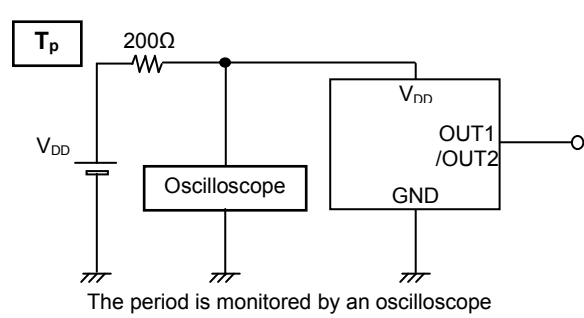 Tp
200Ω
VDD
VDD
OUT1
/OUT2
Oscilloscope
GND
The period is monitored by an oscilloscope